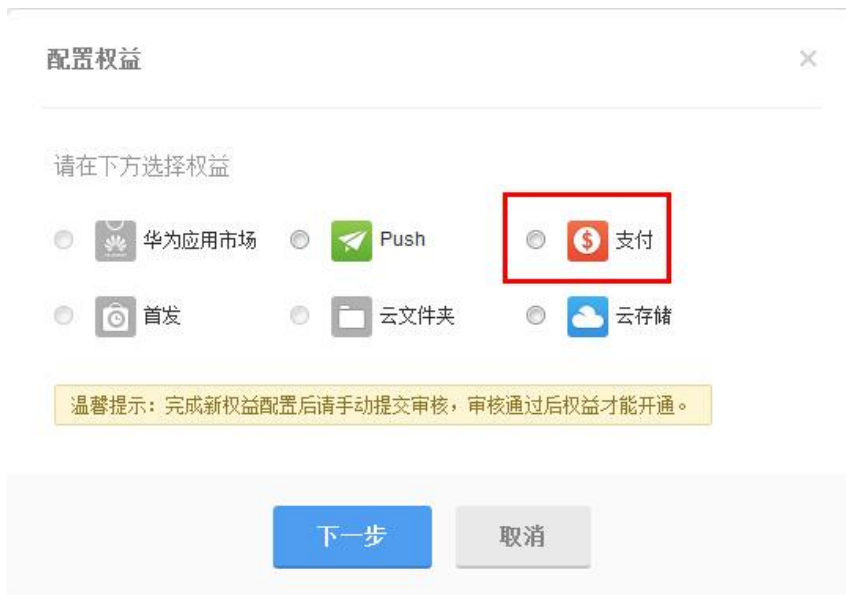 配置权益
请在下方选择权益
华为应用市场 Push 支付
首发 云文件夹 云存储
温馨提示：完成新权益配置后请手动提交审核，审核通过后权益才能开通。
下一步 取消